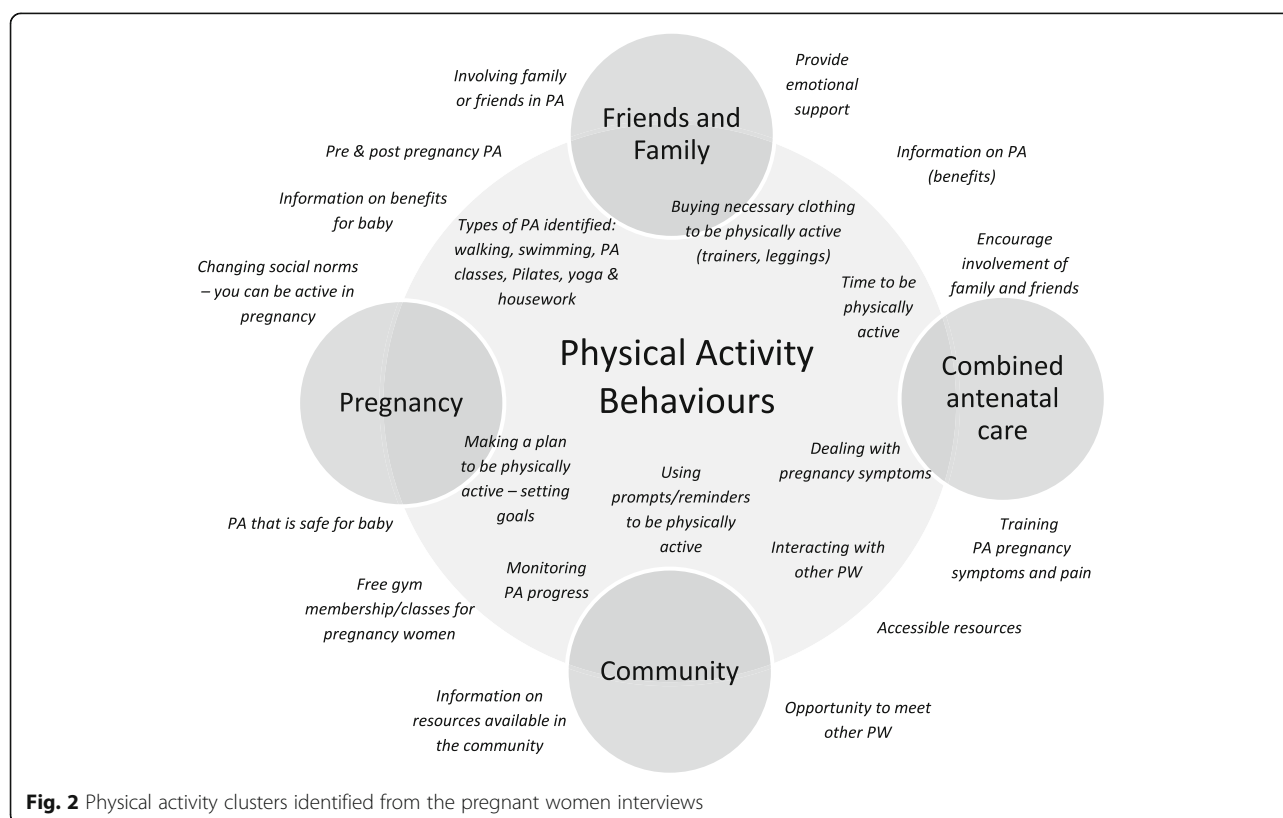 Involving family
or friends in PA
Friends and
Family
Provide
emotional
support
Pre & post pregnancy PA
Information on PA
(benefits)
Information on benefits
for baby
Types of PA identified:
walking, swimming, PA
classes, Pilates, yoga &
housework
Buying necessary clothing
to be physically active
(trainers, leggings)
Changing social norms
– you can be active in
pregnancy
Time to be
physically
active
Encourage
involvement of
family and friends
Physical Activity
Behaviours
Pregnancy
Combined
antenatal
care
Making a plan
to be physically
active – setting
goals
Using
prompts/reminders
to be physically
active
Dealing with
pregnancy symptoms
PA that is safe for baby
Training
PA pregnancy
symptoms and pain
Monitoring
PA progress
Interacting with
other PW
Free gym
membership/classes for
pregnancy women
Accessible resources
Community
Information on
resources available in
the community
Opportunity to meet
other PW
Fig. 2 Physical activity clusters identified from the pregnant women interviews